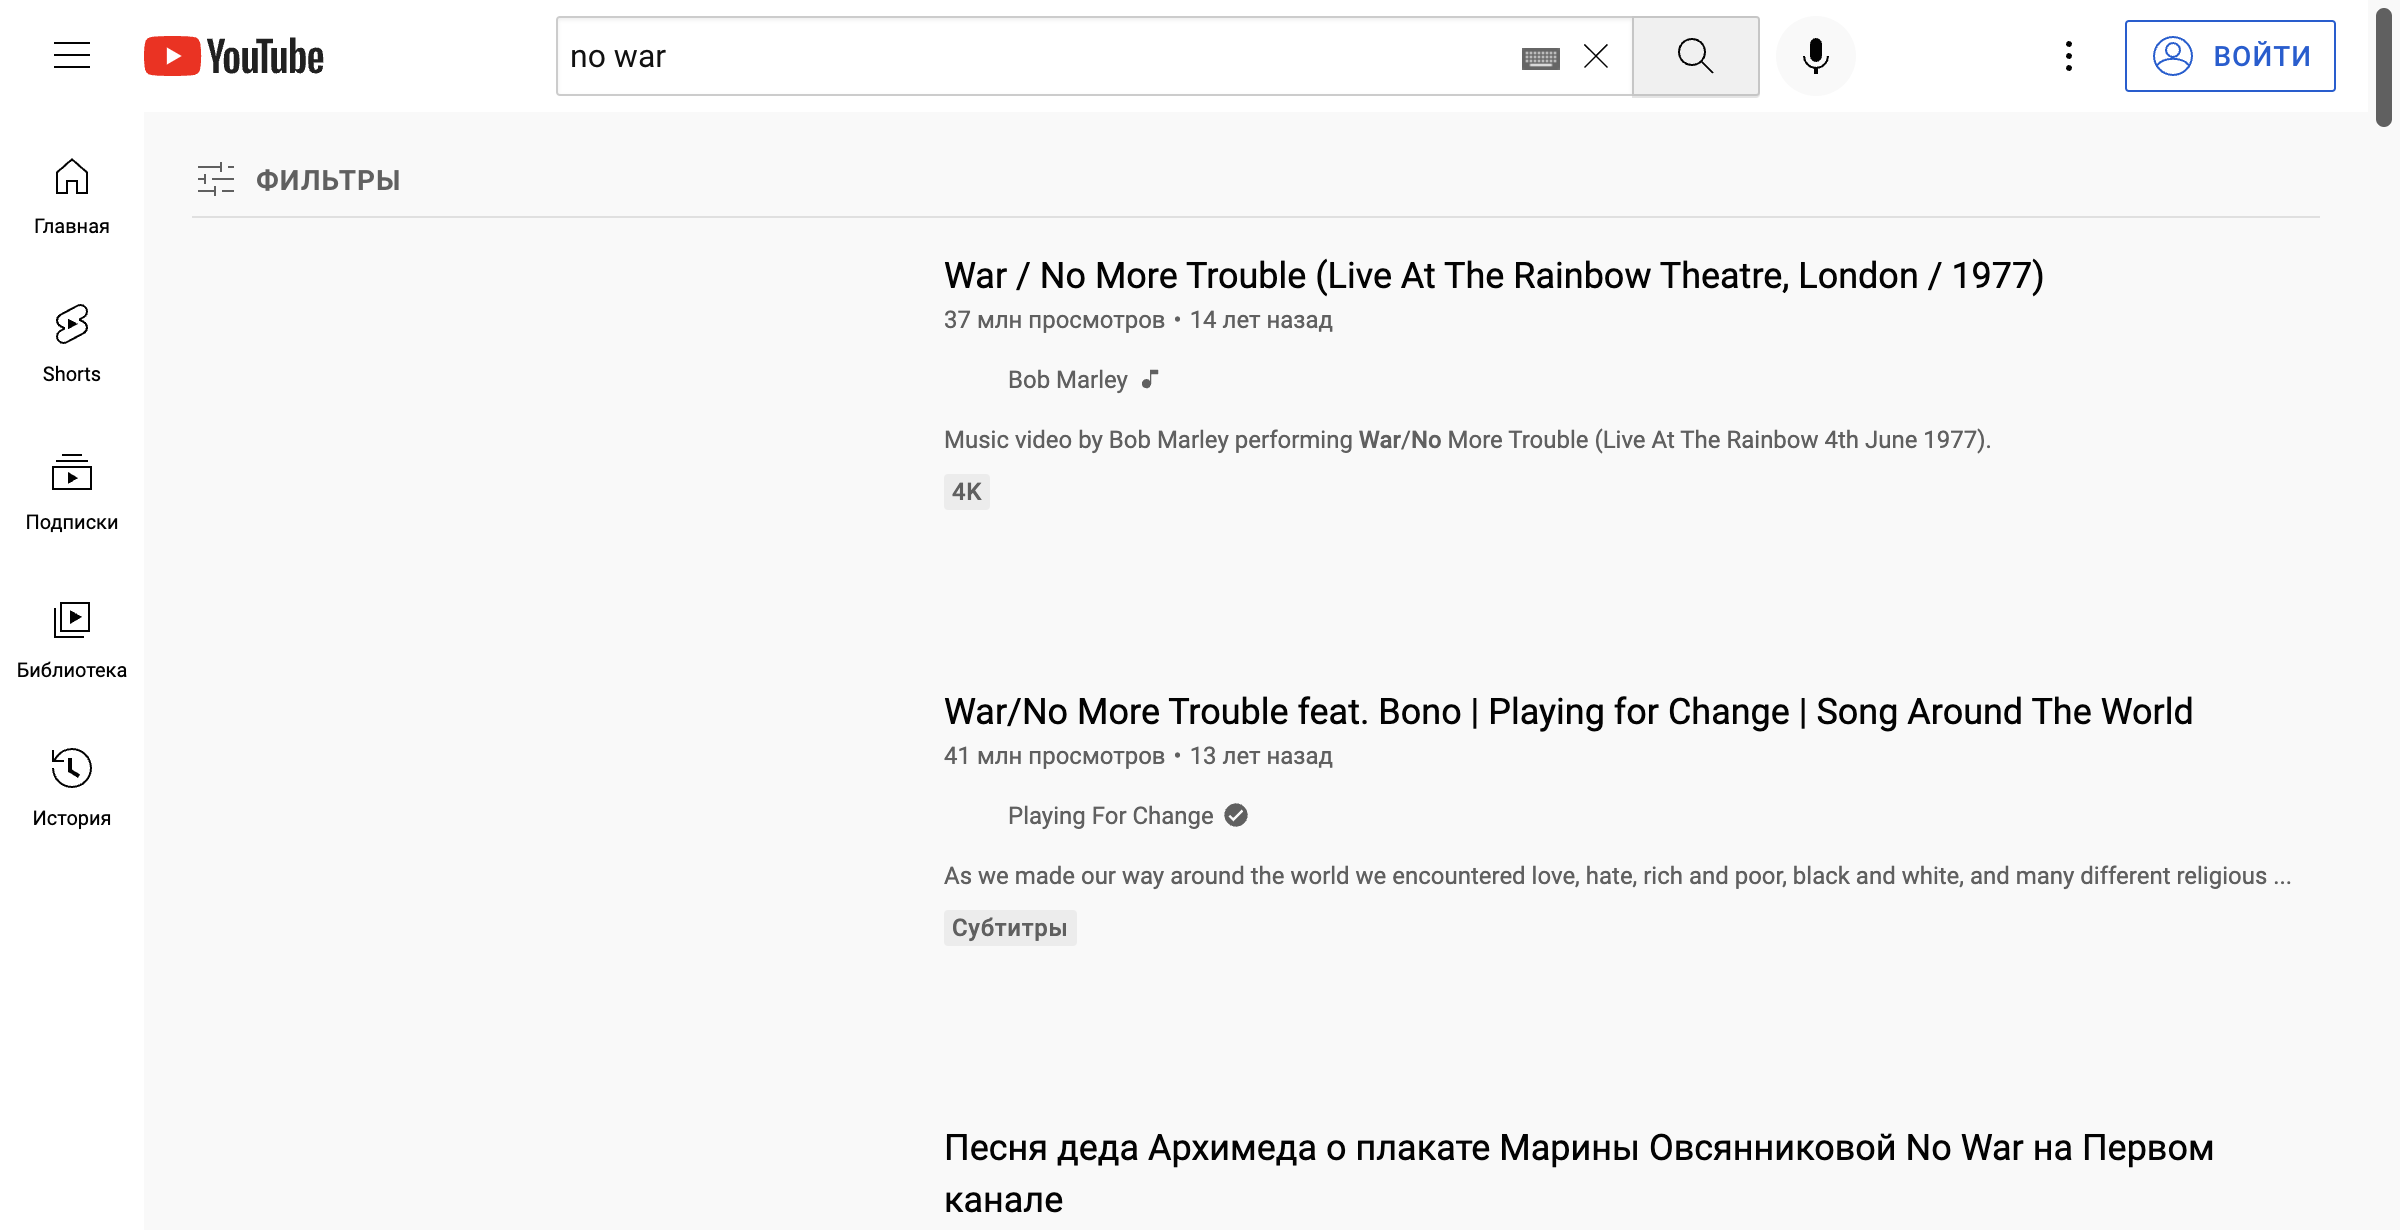 YouTube
no war
ВОЙТИ
Главная
Shorts
Подписки
Библиотека
История
ФИЛЬТРЫ
War / No More Trouble (Live At The Rainbow Theatre, London / 1977)
37 млн просмотров • 14 лет назад
Bob Marley
Music video by Bob Marley performing War/No More Trouble (Live At The Rainbow 4th June 1977).
4K
War/No More Trouble feat. Bono | Playing for Change | Song Around The World
41 млн просмотров • 13 лет назад
Playing For Change
As we made our way around the world we encountered love, hate, rich and poor, black and white, and many different religious ...
Субтитры
Песня деда Архимеда о плакате Марины Овсянниковой No War на Первом
канале